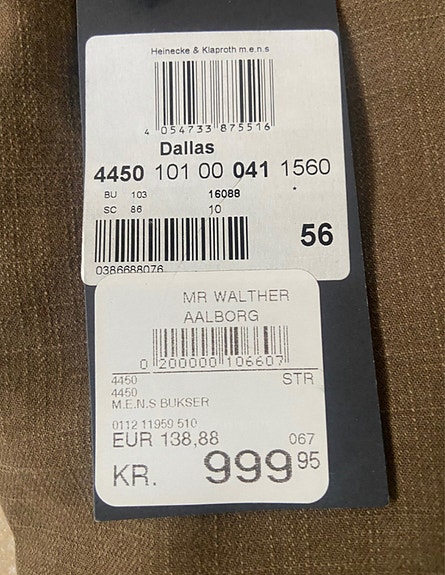 Heinecke & Klaproth m.e.n.s
4 054733 875516
Dallas
4450 101 00 041 1560
BU 103 16088
SC 86 10
56
0386688076
MR WALTHER
AALBORG
0 200000 106607
4450 STR
4450
M.E.N.S BUKSER
0112 11959 510
EUR 138,88 067
KR. 999 95